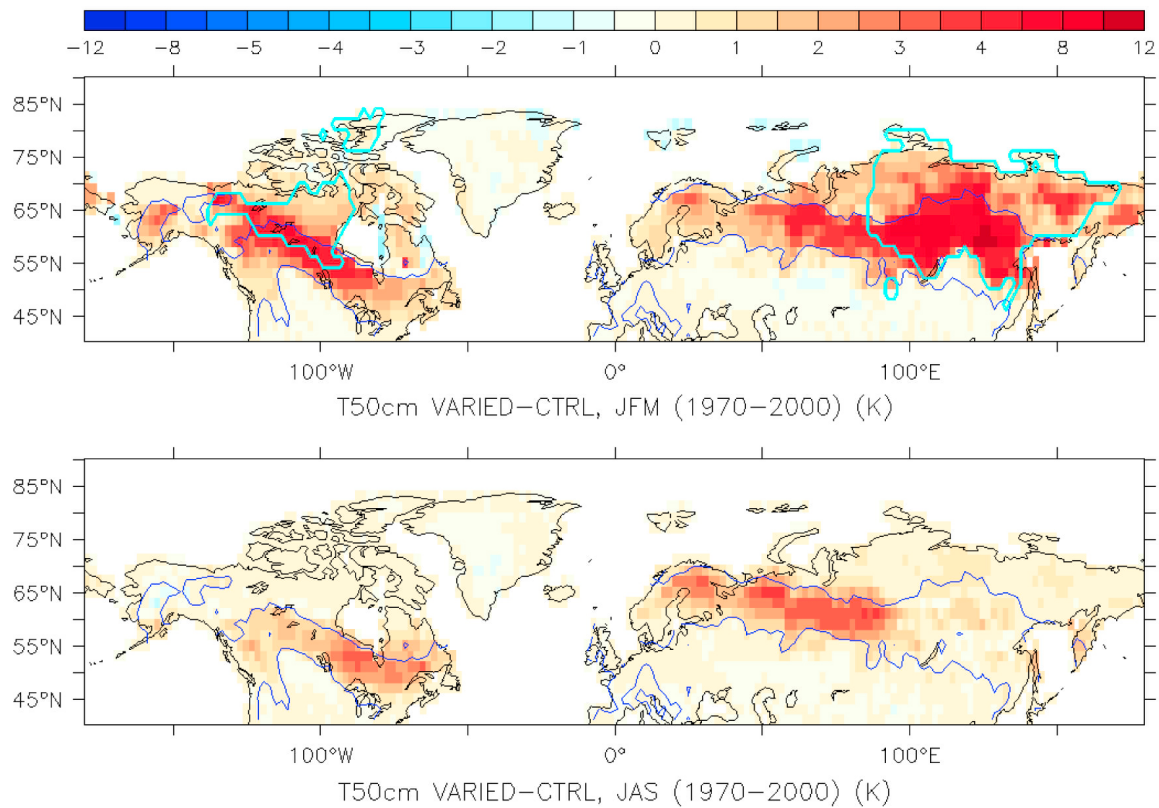 -12 -8 -5 -4 -3 -2 -1 0 1 2 3 4 8 12
85°N
75°N
65°N
55°N
45°N
100°W 0° 100°E
T50cm VARIED-CTRL, JFM (1970-2000) (K)
85°N
75°N
65°N
55°N
45°N
100°W 0° 100°E
T50cm VARIED-CTRL, JAS (1970-2000) (K)